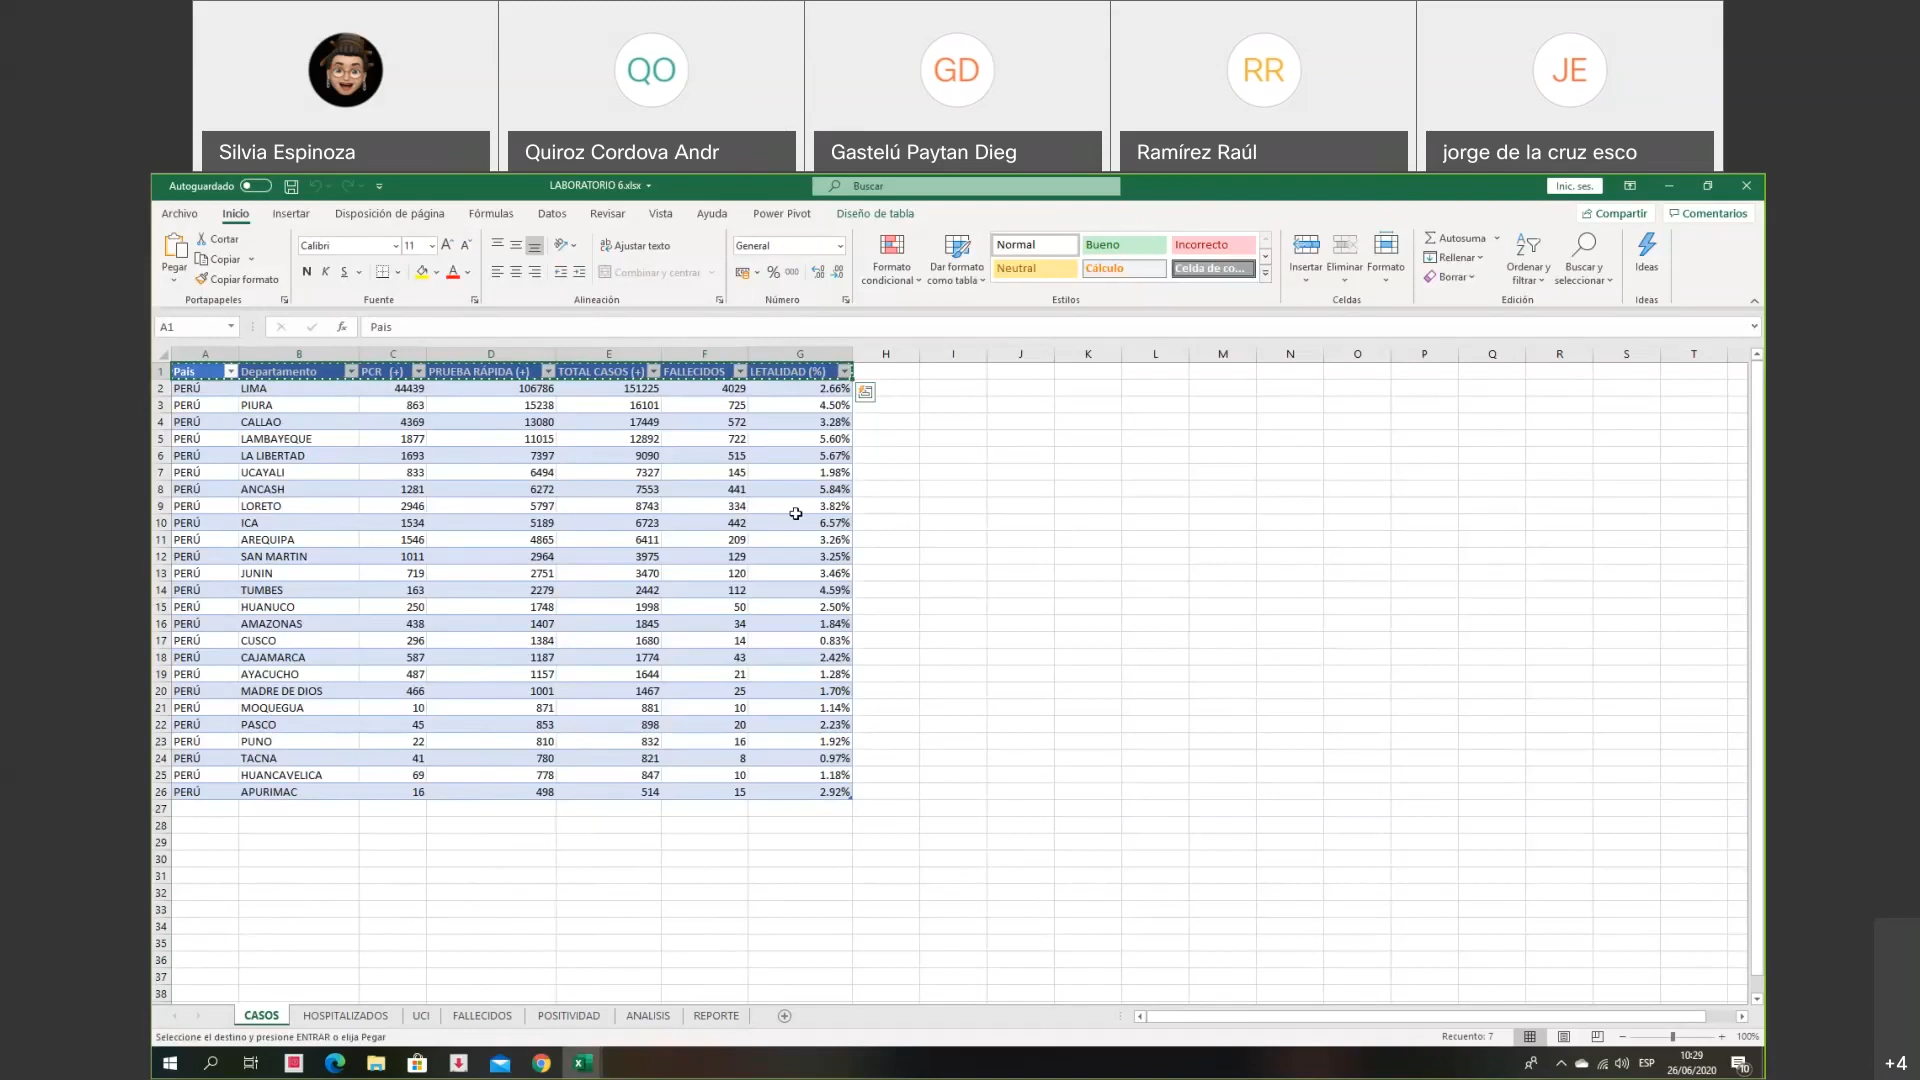 QO
GD
RR
JE
Silvia Espinoza
Quiroz Cordova Andr
Gastelú Paytan Dieg
Ramírez Raúl
jorge de la cruz esco
Autoguardado
LABORATORIO 6.xlsx
Buscar
Inic. ses.
Archivo Inicio Insertar Disposición de página Fórmulas Datos Revisar Vista Ayuda Power Pivot Diseño de tabla Compartir Comentarios
Pegar
Cortar
Copiar
Copiar formato
Portapapeles
Calibri 11
N K S
Fuente
Ajustar texto
Combinar y centrar
Alineación
General
% 000
Número
Formato condicional
Dar formato como tabla
Normal Bueno Incorrecto
Neutral Cálculo Celda de co...
Estilos
Insertar Eliminar Formato
Celdas
Autosuma
Rellenar
Borrar
Ordenar y filtrar
Buscar y seleccionar
Edición
Ideas
Ideas
A1 fx País
A B C D E F G H I J K L M N O P Q R S T
1 País Departamento PCR (+) PRUEBA RÁPIDA (+) TOTAL CASOS (+) FALLECIDOS LETALIDAD (%)
2 PERÚ LIMA 44439 106786 151225 4029 2.66%
3 PERÚ PIURA 863 15238 16101 725 4.50%
4 PERÚ CALLAO 4369 13080 17449 572 3.28%
5 PERÚ LAMBAYEQUE 1877 11015 12892 722 5.60%
6 PERÚ LA LIBERTAD 1693 7397 9090 515 5.67%
7 PERÚ UCAYALI 833 6494 7327 145 1.98%
8 PERÚ ANCASH 1281 6272 7553 441 5.84%
9 PERÚ LORETO 2946 5797 8743 334 3.82%
10 PERÚ ICA 1534 5189 6723 442 6.57%
11 PERÚ AREQUIPA 1546 4865 6411 209 3.26%
12 PERÚ SAN MARTIN 1011 2964 3975 129 3.25%
13 PERÚ JUNIN 719 2751 3470 120 3.46%
14 PERÚ TUMBES 163 2279 2442 112 4.59%
15 PERÚ HUANUCO 250 1748 1998 50 2.50%
16 PERÚ AMAZONAS 438 1407 1845 34 1.84%
17 PERÚ CUSCO 296 1384 1680 14 0.83%
18 PERÚ CAJAMARCA 587 1187 1774 43 2.42%
19 PERÚ AYACUCHO 487 1157 1644 21 1.28%
20 PERÚ MADRE DE DIOS 466 1001 1467 25 1.70%
21 PERÚ MOQUEGUA 10 871 881 10 1.14%
22 PERÚ PASCO 45 853 898 20 2.23%
23 PERÚ PUNO 22 810 832 16 1.92%
24 PERÚ TACNA 41 780 821 8 0.97%
25 PERÚ HUANCAVELICA 69 778 847 10 1.18%
26 PERÚ APURIMAC 16 498 514 15 2.92%
27
28
29
30
31
32
33
34
35
36
37
38
CASOS HOSPITALIZADOS UCI FALLECIDOS POSITIVIDAD ANALISIS REPORTE
Seleccione el destino y presione ENTRAR o elija Pegar
Recuento: 7
100%
ESP
10:29
26/06/2020
10
+4